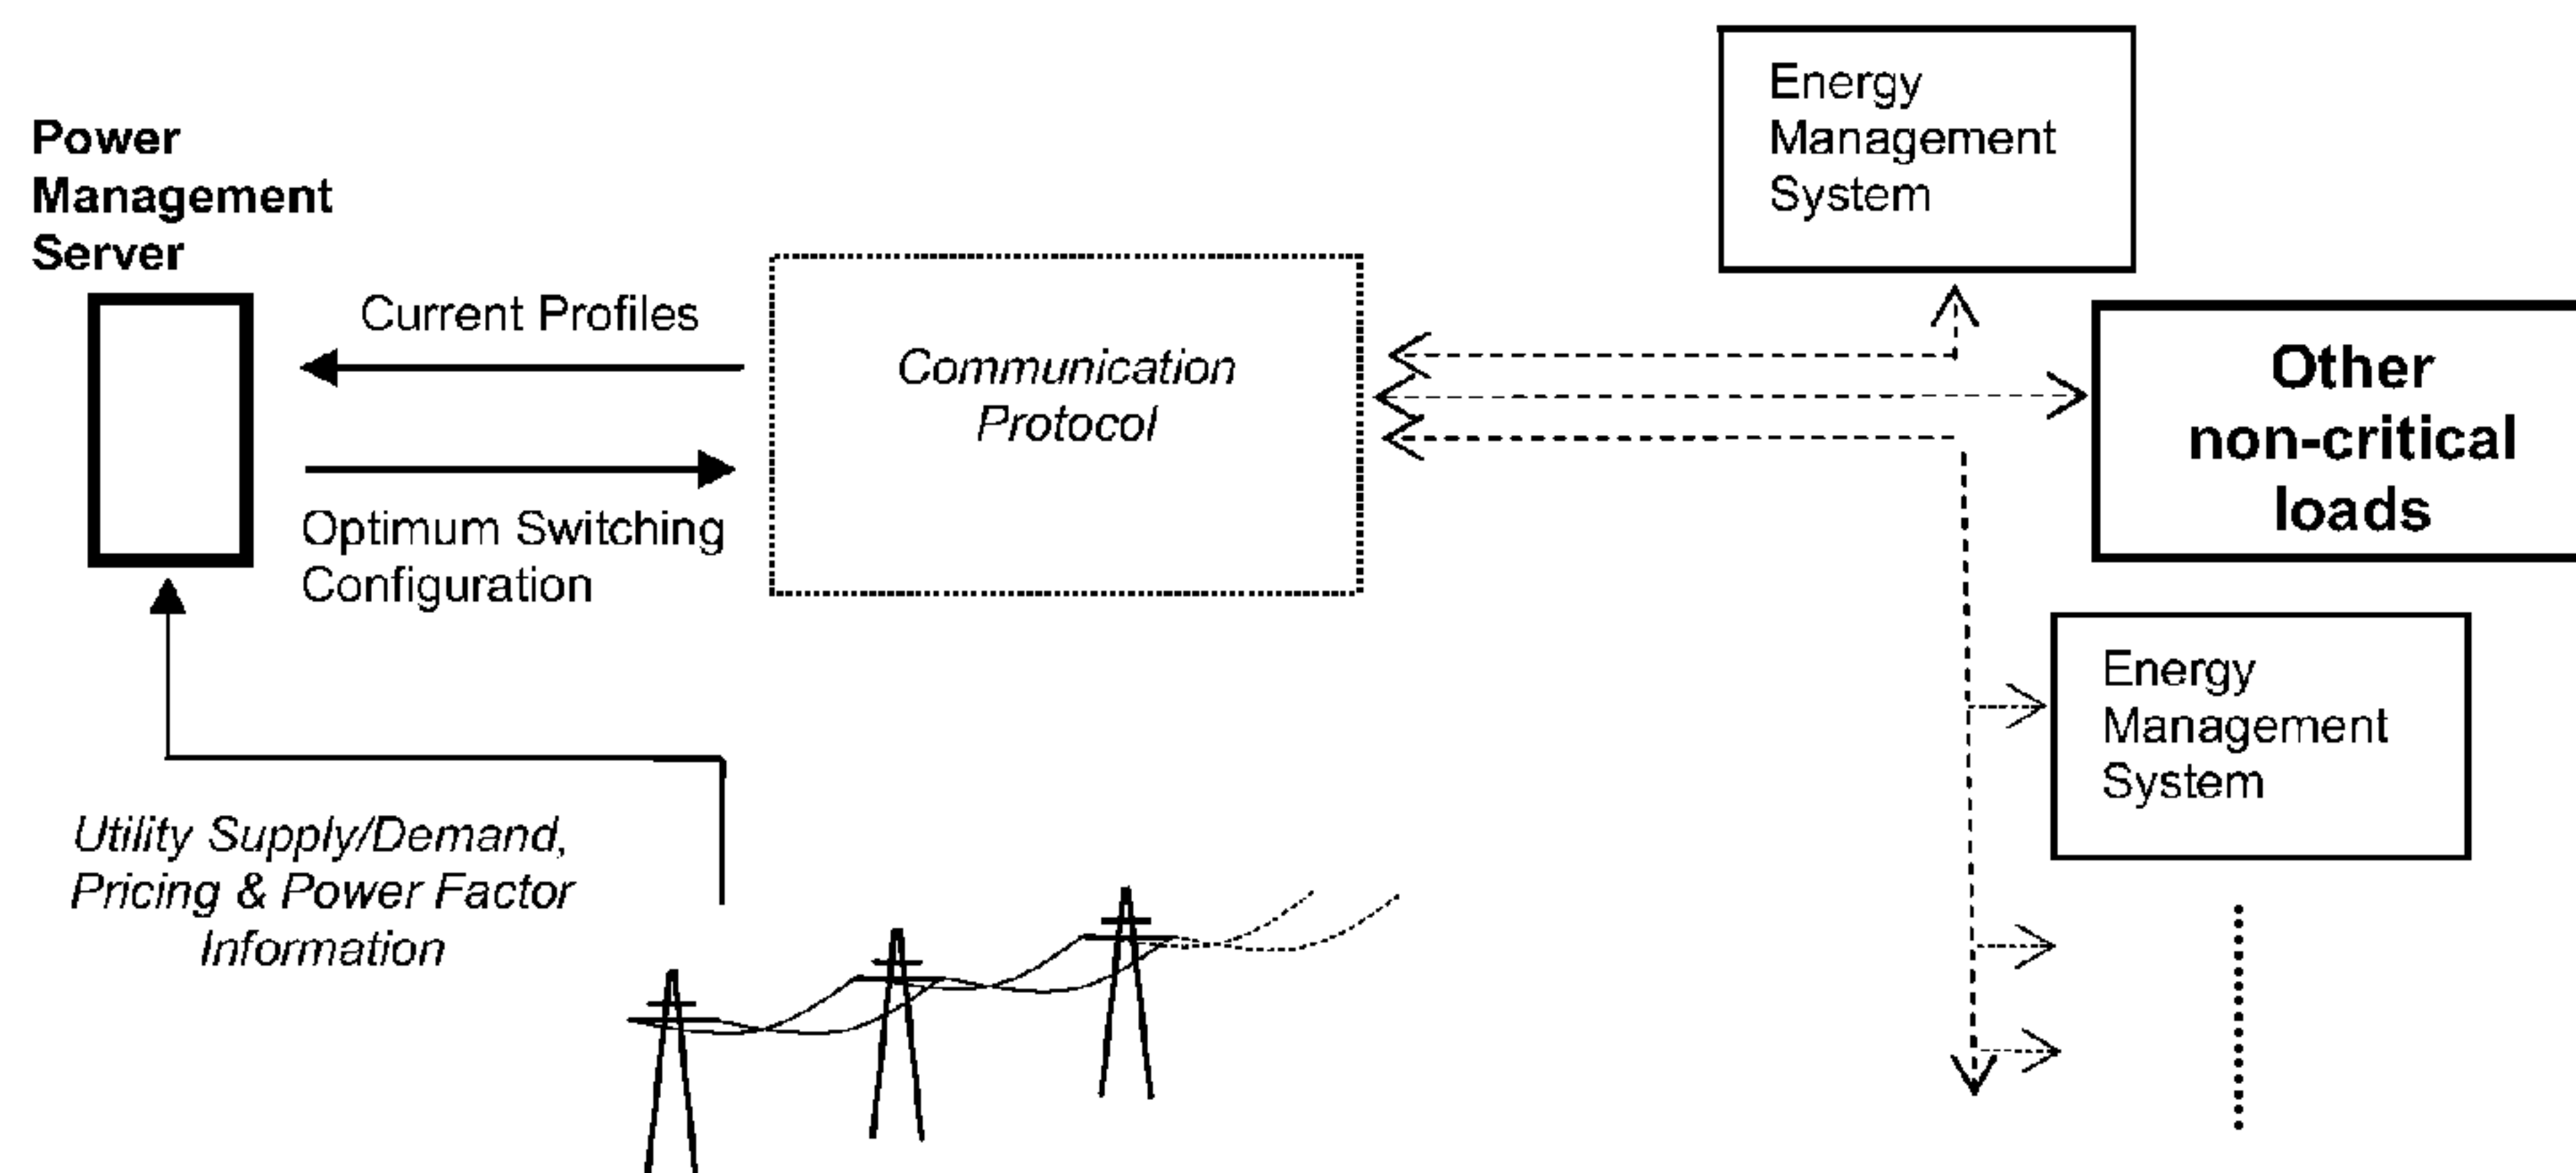 Power
Management
Server
Current Profiles
Optimum Switching
Configuration
Communication
Protocol
Energy
Management
System
Other
non-critical
loads
Energy
Management
System
Utility Supply/Demand,
Pricing & Power Factor
Information